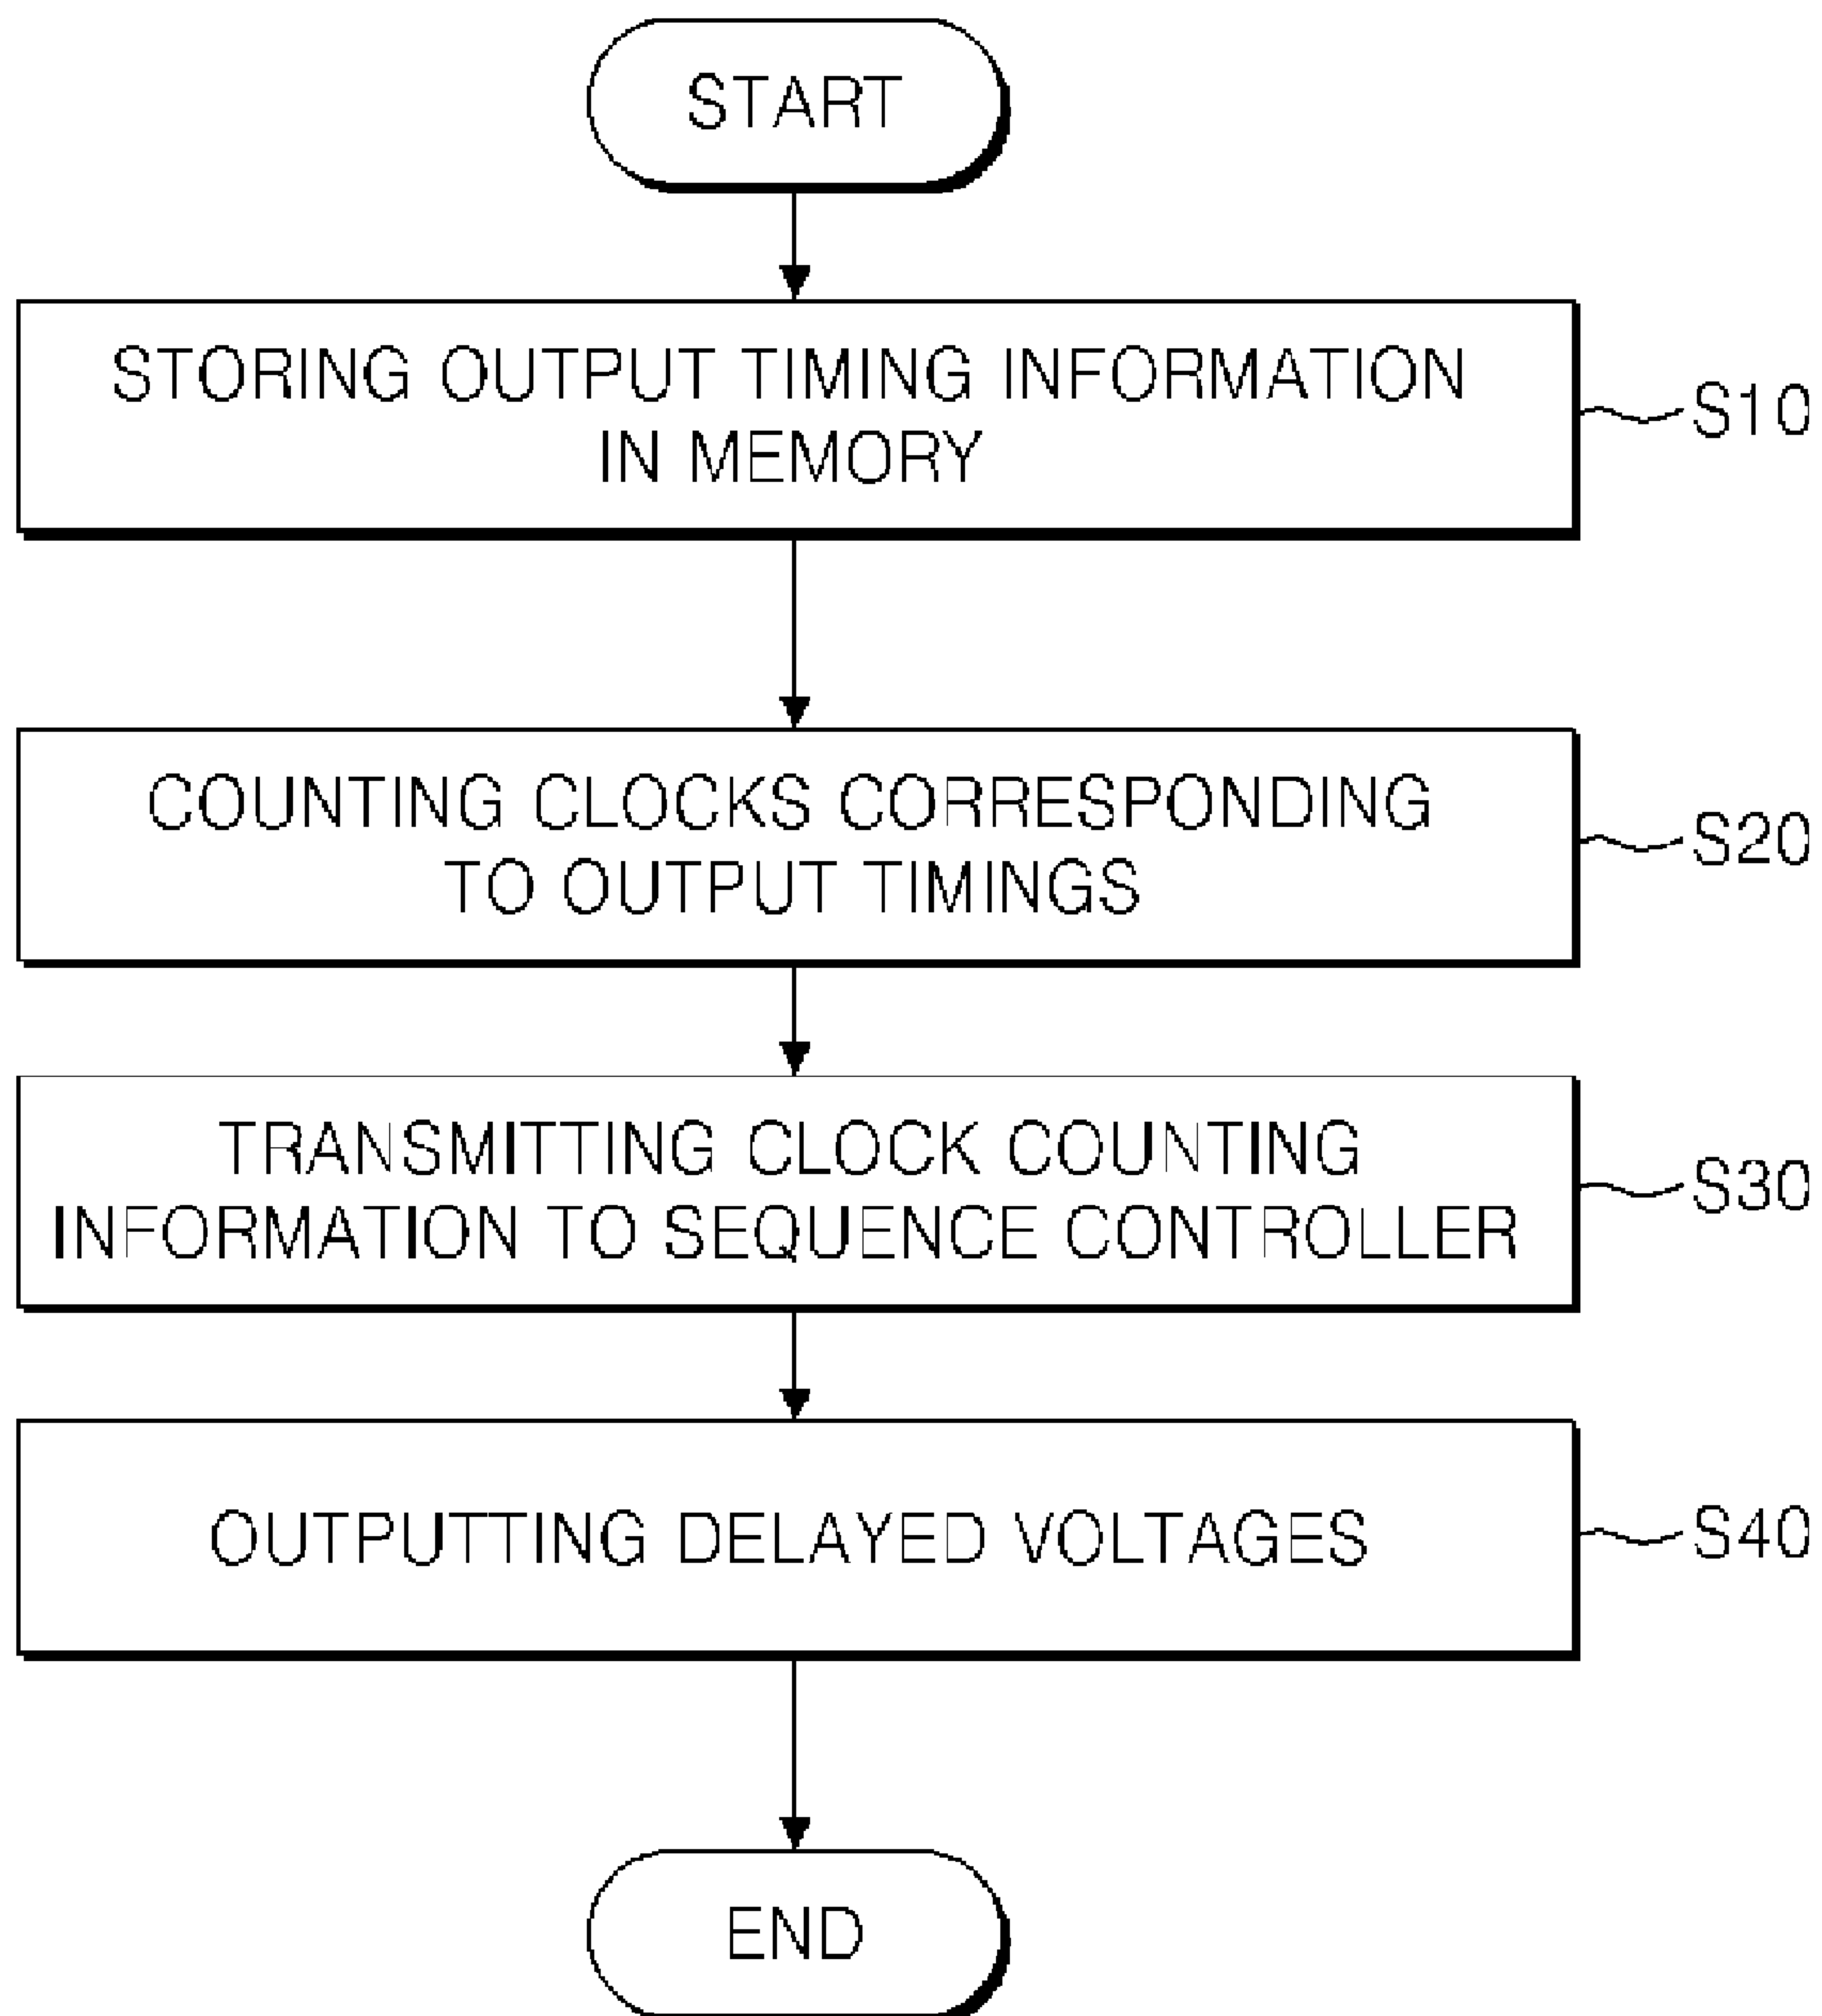 START
STORING OUTPUT TIMING INFORMATION
IN MEMORY
S10
COUNTING CLOCKS CORRESPONDING
TO OUTPUT TIMINGS
S20
TRANSMITTING CLOCK COUNTING
INFORMATION TO SEQUENCE CONTROLLER
S30
OUTPUTTING DELAYED VOLTAGES
S40
END